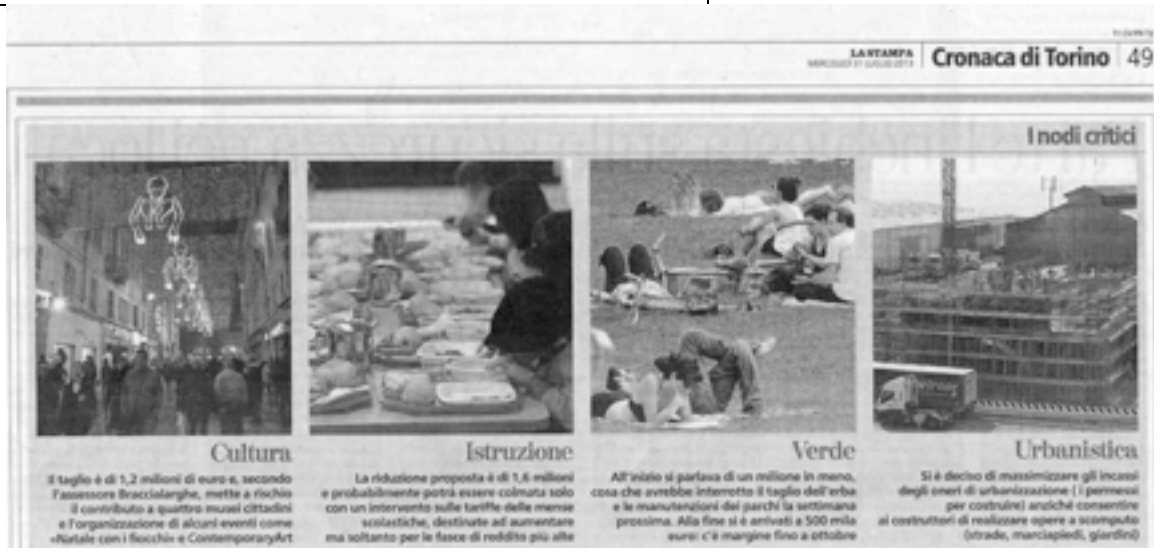 LA STAMPA
MERCOLEDÌ 31 LUGLIO 2013
Cronaca di Torino 49
I nodi critici
Cultura
Il taglio è di 1,2 milioni di euro e, secondo
l'assessore Braccialarghe, mette a rischio
il contributo a quattro musei cittadini
e l'organizzazione di alcuni eventi come
«Natale con i fiocchi» e ContemporaryArt
Istruzione
La riduzione proposta è di 1,6 milioni
e probabilmente potrà essere colmata solo
con un intervento sulle tariffe delle mense
scolastiche, destinate ad aumentare
ma soltanto per le fasce di reddito più alte
Verde
All'inizio si parlava di un milione in meno,
cosa che avrebbe interrotto il taglio dell'erba
e le manutenzioni dei parchi la settimana
prossima. Alla fine si è arrivati a 500 mila
euro: c'è margine fino a ottobre
Urbanistica
Si è deciso di massimizzare gli incassi
degli oneri di urbanizzazione ( i permessi
per costruire) anziché consentire
ai costruttori di realizzare opere a scomputo
(strade, marciapiedi, giardini)